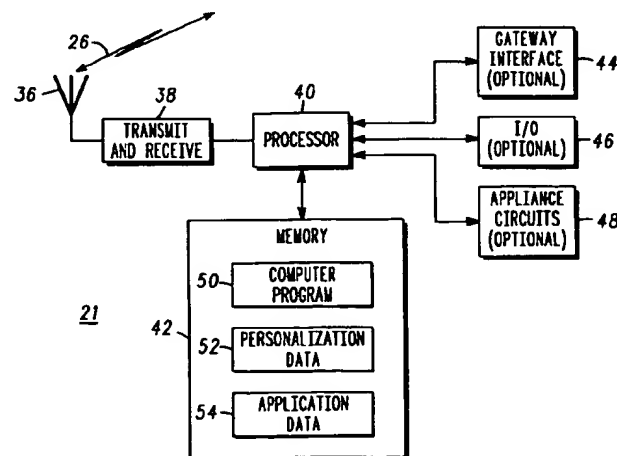 26
36
38
TRANSMIT
AND RECEIVE
40
PROCESSOR
GATEWAY
INTERFACE
(OPTIONAL)
44
I/O
(OPTIONAL)
46
APPLIANCE
CIRCUITS
(OPTIONAL)
48
MEMORY
50
COMPUTER
PROGRAM
21
42
52
PERSONALIZATION
DATA
54
APPLICATION
DATA